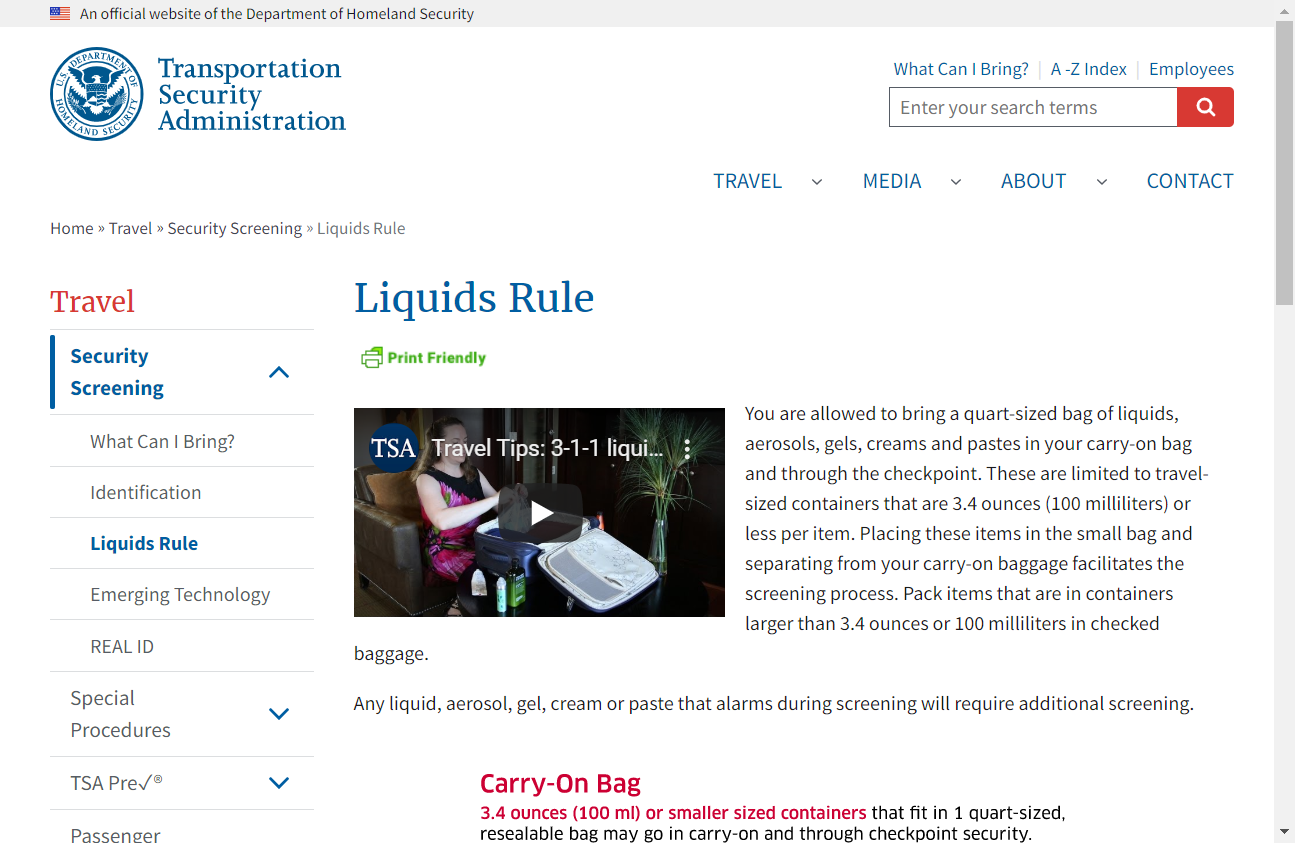 An official website of the Department of Homeland Security
U.S. DEPARTMENT OF HOMELAND SECURITY
Transportation
Security
Administration
What Can I Bring?
A -Z Index
Employees
Enter your search terms
TRAVEL
MEDIA
ABOUT
CONTACT
Home » Travel » Security Screening » Liquids Rule
Travel
Security
Screening
What Can I Bring?
Identification
Liquids Rule
Emerging Technology
REAL ID
Special
Procedures
TSA Pre✓®
Passenger
Liquids Rule
Print Friendly
TSA
Travel Tips: 3-1-1 liqui...
You are allowed to bring a quart-sized bag of liquids,
aerosols, gels, creams and pastes in your carry-on bag
and through the checkpoint. These are limited to travel-
sized containers that are 3.4 ounces (100 milliliters) or
less per item. Placing these items in the small bag and
separating from your carry-on baggage facilitates the
screening process. Pack items that are in containers
larger than 3.4 ounces or 100 milliliters in checked
baggage.
Any liquid, aerosol, gel, cream or paste that alarms during screening will require additional screening.
Carry-On Bag
3.4 ounces (100 ml) or smaller sized containers that fit in 1 quart-sized,
resealable bag may go in carry-on and through checkpoint security.